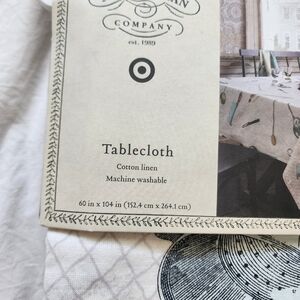 COMPANY
est. 1989
Tablecloth
Cotton linen
Machine washable
60 in x 104 in (152.4 cm x 264.1 cm)